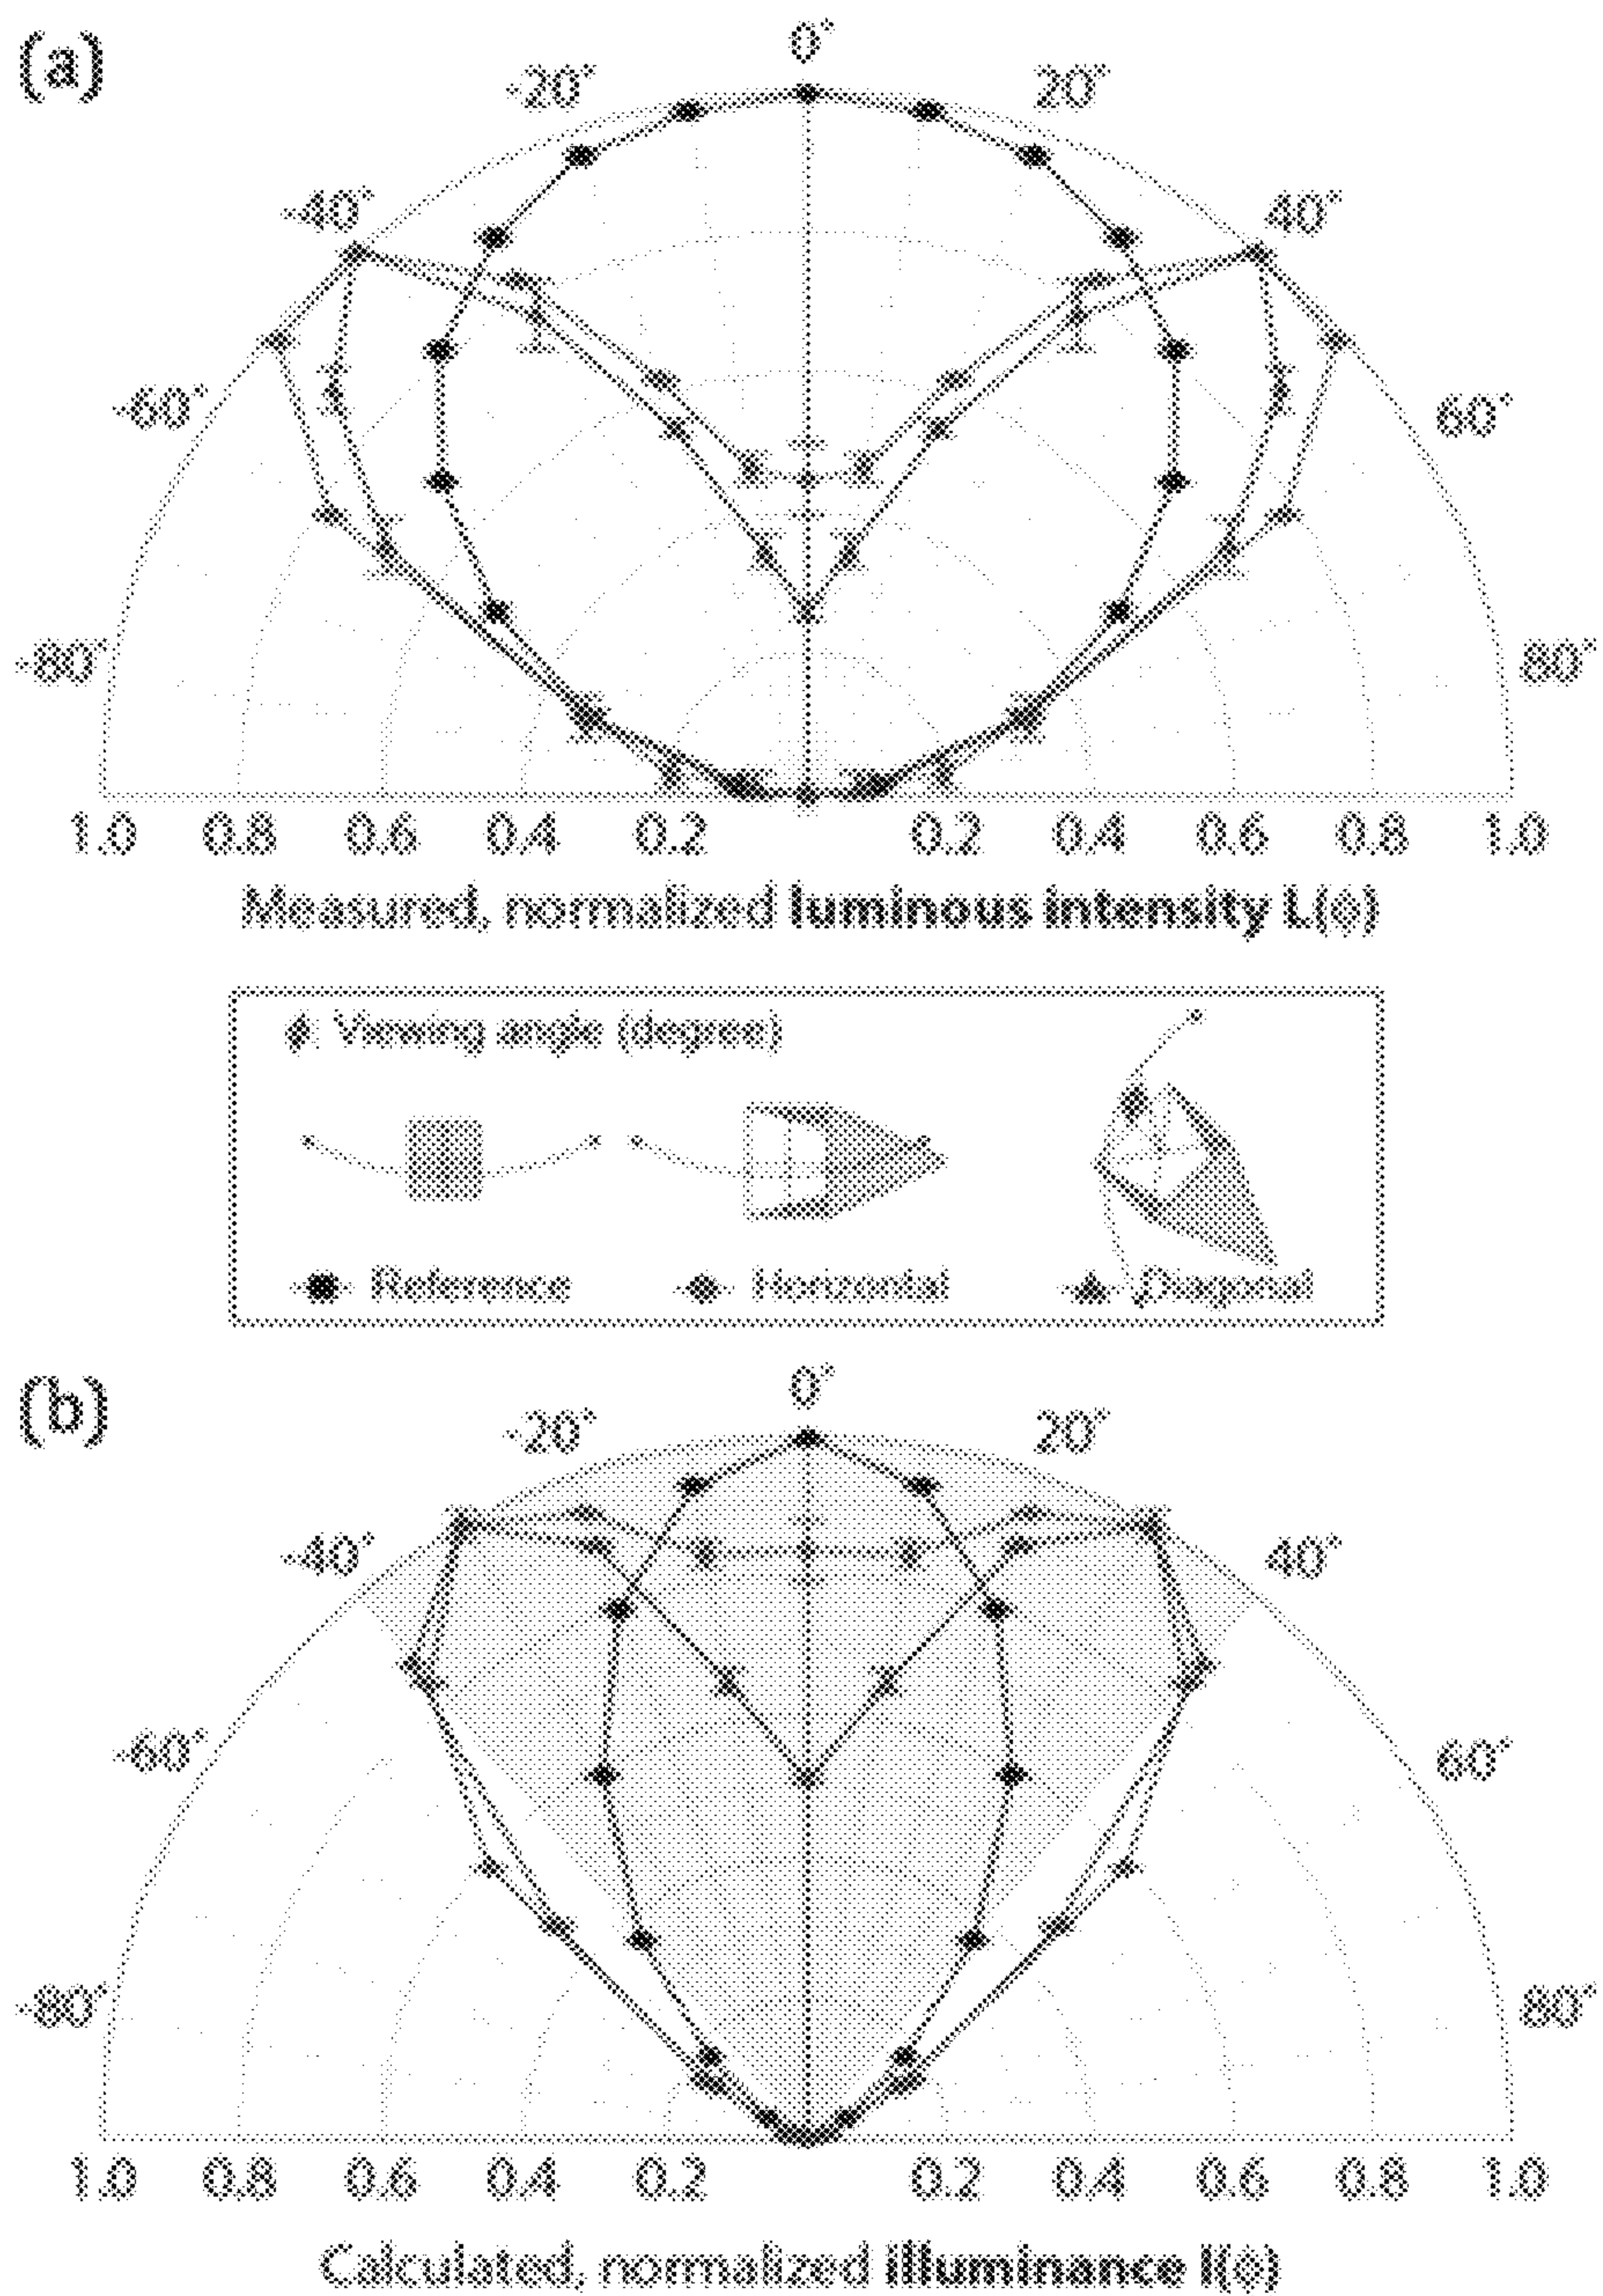 (a)
0°
-20° 20°
-40° 40°
-60° 60°
-80° 80°
1.0 0.8 0.6 0.4 0.2 0.2 0.4 0.6 0.8 1.0
Measured, normalized luminous intensity L(ϕ)
ϕ: Viewing angle (degree)
Reference Horizontal Diagonal
(b)
0°
-20° 20°
-40° 40°
-60° 60°
-80° 80°
1.0 0.8 0.6 0.4 0.2 0.2 0.4 0.6 0.8 1.0
Calculated, normalized illuminance I(ϕ)